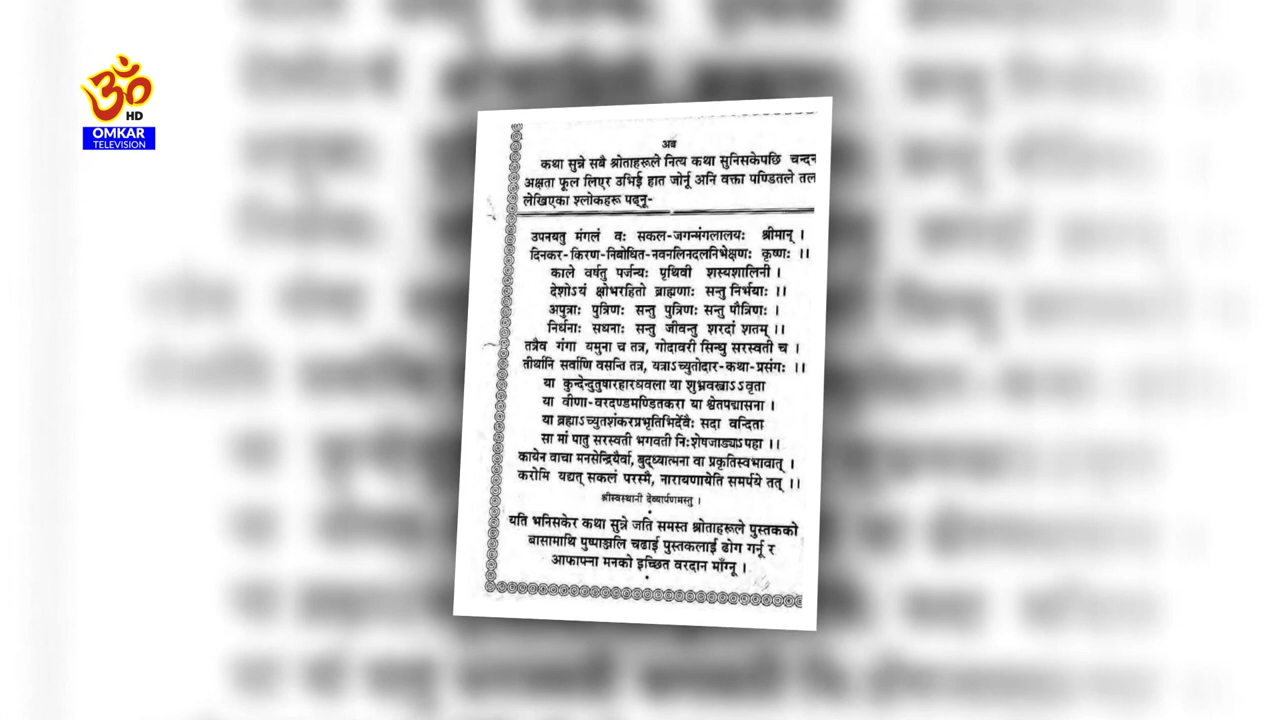 ॐ
HD
OMKAR
TELEVISION
अब
कथा सुन्ने सबै श्रोताहरूले नित्य कथा सुनिसकेपछि चन्दन
अक्षता फूल लिएर उभिई हात जोर्नू अनि वक्ता पण्डितले तल
लेखिएका श्लोकहरू पढ्नू-
उपनयतु मंगलं वः सकल-जगन्मंगलालयः श्रीमान् ।
दिनकर-किरण-निबोधित-नवनलिनदलनिभेक्षणः कृष्णः ।।
काले वर्षतु पर्जन्यः पृथिवी शस्यशालिनी ।
देशोऽयं क्षोभरहितो ब्राह्मणाः सन्तु निर्भयाः ।।
अपुत्राः पुत्रिणः सन्तु पुत्रिणः सन्तु पौत्रिणः ।
निर्धनाः सधनाः सन्तु जीवन्तु शरदां शतम् ।।
तत्रैव गंगा यमुना च तत्र, गोदावरी सिन्धु सरस्वती च ।
तीर्थानि सर्वाणि वसन्ति तत्र, यत्राऽच्युतोदार-कथा-प्रसंगः ।।
या कुन्देन्दुतुषारहारधवला या शुभ्रवस्त्राऽऽवृता
या वीणा-वरदण्डमण्डितकरा या श्वेतपद्मासना ।
या ब्रह्माऽच्युतशंकरप्रभृतिभिर्देवैः सदा वन्दिता
सा मां पातु सरस्वती भगवती निःशेषजाड्याऽपहा ।।
कायेन वाचा मनसेन्द्रियैर्वा, बुद्ध्यात्मना वा प्रकृतिस्वभावात् ।
करोमि यद्यत् सकलं परस्मै, नारायणायेति समर्पये तत् ।।
श्रीस्वस्थानी देव्यार्पणमस्तु ।
यति भनिसकेर कथा सुन्ने जति समस्त श्रोताहरूले पुस्तकको
बासामाथि पुष्पाञ्जलि चढाई पुस्तकलाई ढोग गर्नू र
आफाफ्ना मनको इच्छित वरदान माँग्नू ।